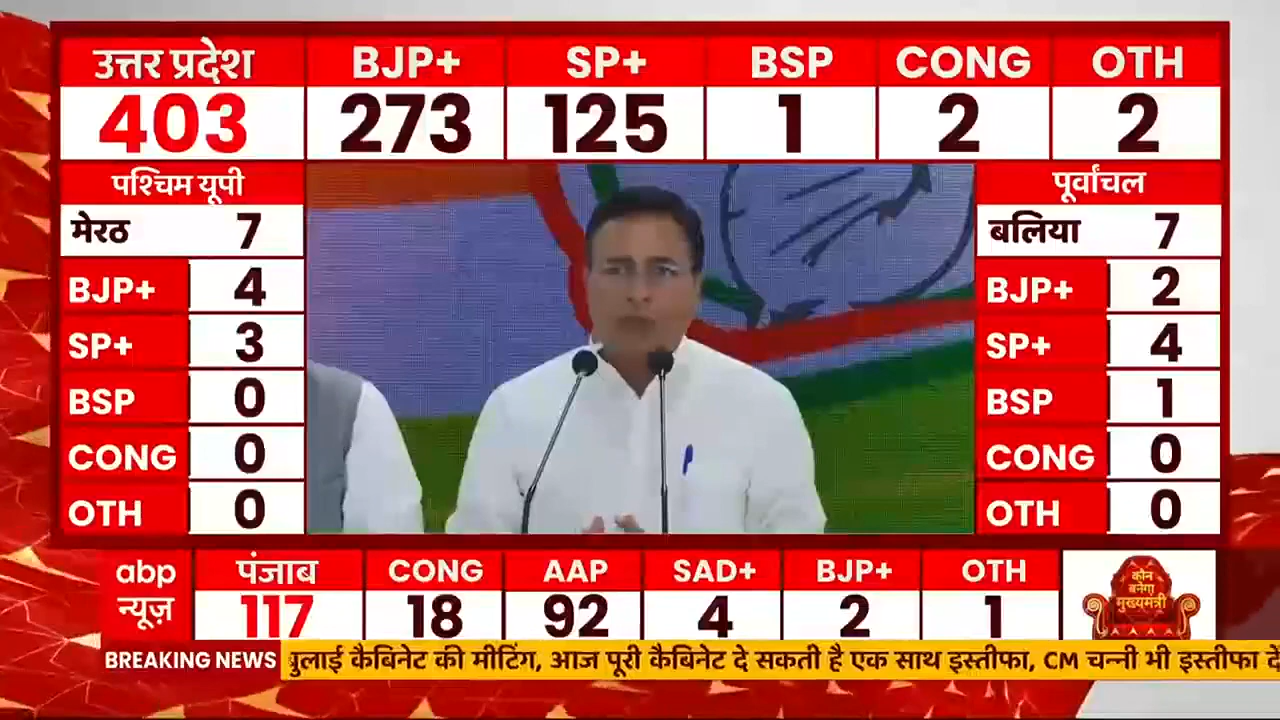 उत्तर प्रदेश BJP+ SP+ BSP CONG OTH
403 273 125 1 2 2
पश्चिम यूपी
मेरठ 7
BJP+ 4
SP+ 3
BSP 0
CONG 0
OTH 0
पूर्वांचल
बलिया 7
BJP+ 2
SP+ 4
BSP 1
CONG 0
OTH 0
abp न्यूज़
पंजाब CONG AAP SAD+ BJP+ OTH
117 18 92 4 2 1
कौन
बनेगा
मुख्यमंत्री
BREAKING NEWS बुलाई कैबिनेट की मीटिंग, आज पूरी कैबिनेट दे सकती है एक साथ इस्तीफा, CM चन्नी भी इस्तीफा दें